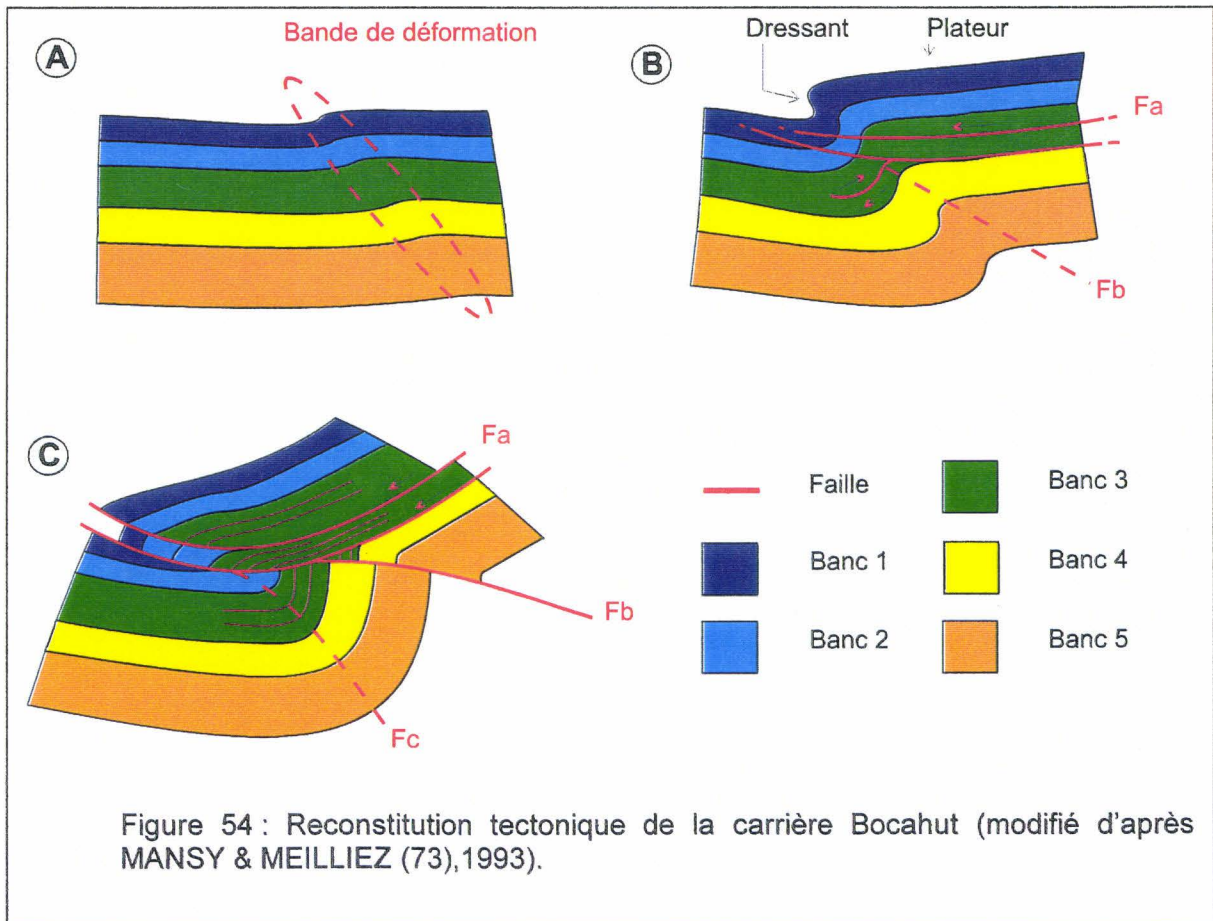 A
Bande de déformation
Dressant
Plateur
B
Fa
Fb
C
Fa
Fb
Fc
Faille
Banc 3
Banc 1
Banc 4
Banc 2
Banc 5
Figure 54 : Reconstitution tectonique de la carrière Bocahut (modifié d'après
MANSY & MEILLIEZ (73),1993).